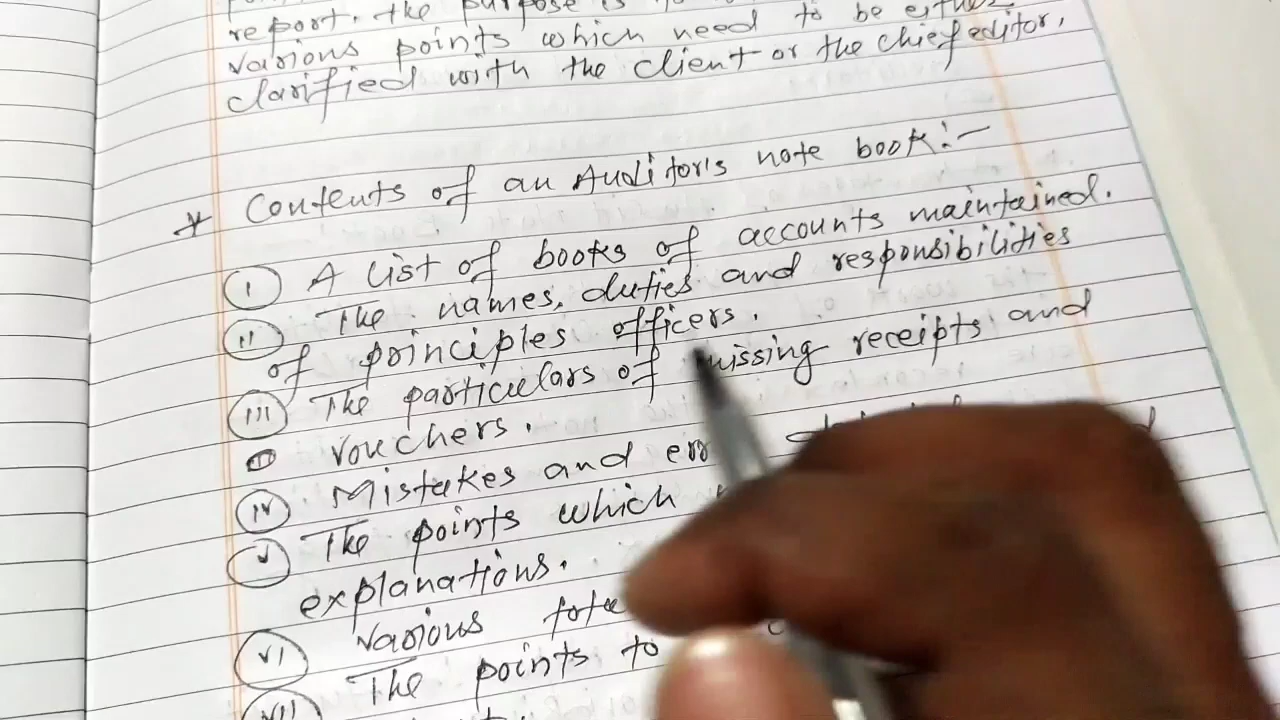 report. the purpose is to
various points which need to be either
clarified with the client or the chief editor,
* Contents of an Auditor's note book:-
(i) A list of books of accounts maintained.
(ii) The names, duties and responsibilities
of principles officers.
(iii) The particulars of missing receipts and
vouchers.
(iv) Mistakes and
(v) The points which
explanations.
(vi) Various
(vii) The points to